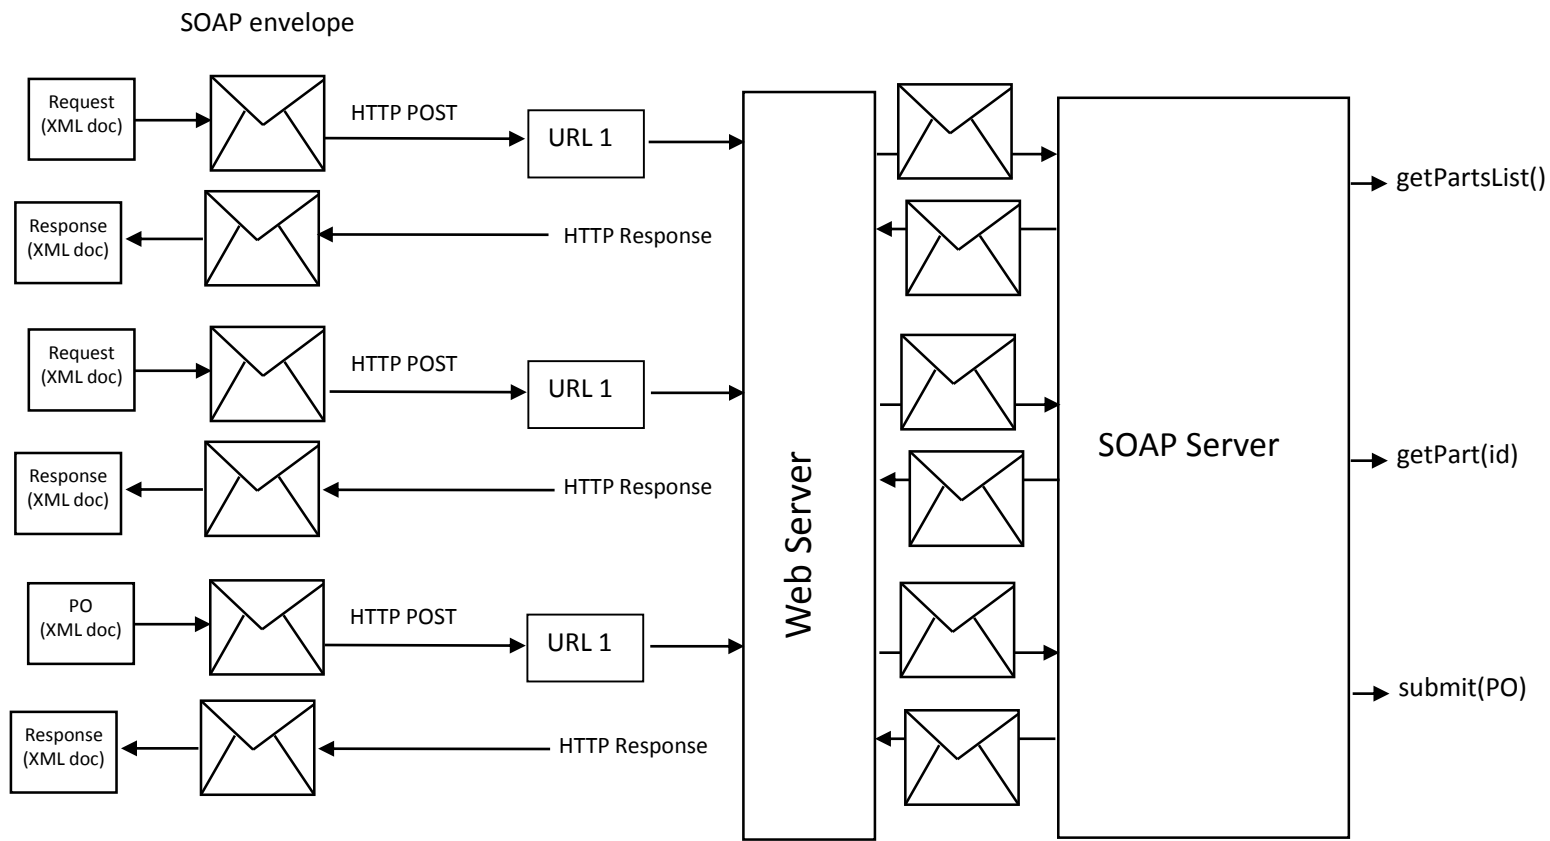 SOAP envelope
Request
(XML doc)
HTTP POST
URL 1
getPartsList()
Response
(XML doc)
HTTP Response
Request
(XML doc)
HTTP POST
URL 1
Web Server
SOAP Server
getPart(id)
Response
(XML doc)
HTTP Response
PO
(XML doc)
HTTP POST
URL 1
submit(PO)
Response
(XML doc)
HTTP Response